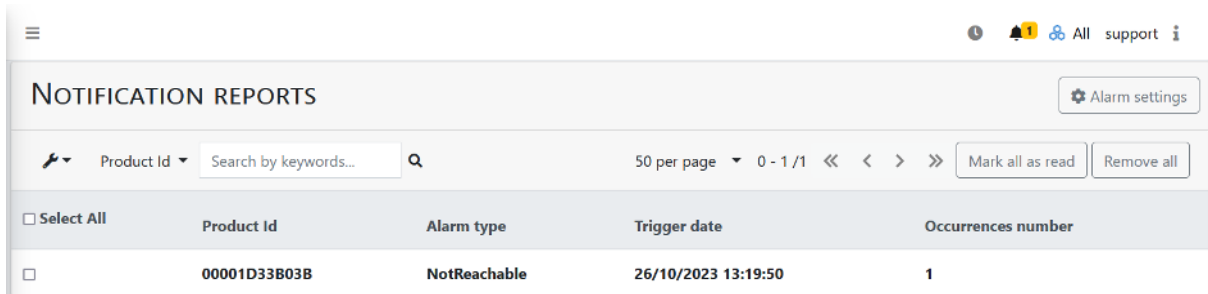 1 All support
NOTIFICATION REPORTS
Alarm settings
Product Id Search by keywords... 50 per page 0 - 1 /1 Mark all as read Remove all
Select All Product Id Alarm type Trigger date Occurrences number
00001D33B03B NotReachable 26/10/2023 13:19:50 1